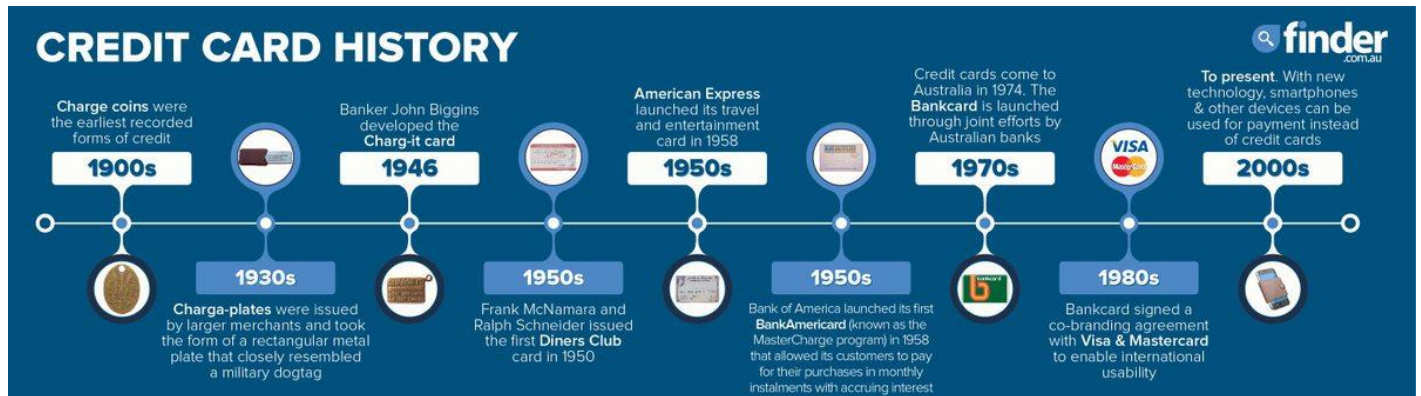 CREDIT CARD HISTORY
finder
.com.au
Charge coins were
the earliest recorded
forms of credit
1900s
1930s
Charga-plates were issued
by larger merchants and took
the form of a rectangular metal
plate that closely resembled
a military dogtag
Banker John Biggins
developed the
Charg-it card
1946
1950s
Frank McNamara and
Ralph Schneider issued
the first Diners Club
card in 1950
American Express
launched its travel
and entertainment
card in 1958
1950s
1950s
Bank of America launched its first
BankAmericard (known as the
MasterCharge program) in 1958
that allowed its customers to pay
for their purchases in monthly
instalments with accruing interest
Credit cards come to
Australia in 1974. The
Bankcard is launched
through joint efforts by
Australian banks
1970s
bankcard
b
VISA
MasterCard
1980s
Bankcard signed a
co-branding agreement
with Visa & Mastercard
to enable international
usability
To present. With new
technology, smartphones
& other devices can be
used for payment instead
of credit cards
2000s